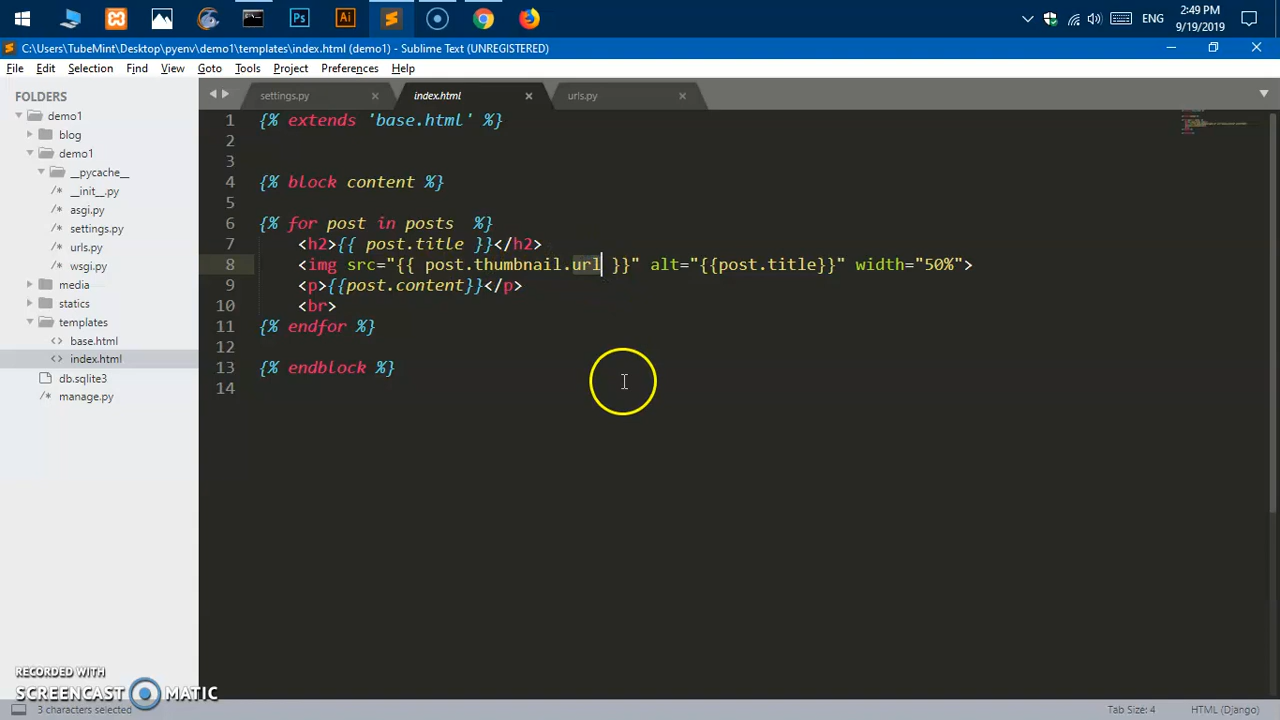 Ps
Ai
ENG
2:49 PM
9/19/2019
C:\Users\TubeMint\Desktop\pyenv\demo1\templates\index.html (demo1) - Sublime Text (UNREGISTERED)
File Edit Selection Find View Goto Tools Project Preferences Help
FOLDERS
demo1
blog
demo1
__pycache__
/* __init__.py
/* asgi.py
/* settings.py
/* urls.py
/* wsgi.py
media
statics
templates
<> base.html
<> index.html
db.sqlite3
/* manage.py
settings.py × index.html × urls.py ×
1 {% extends 'base.html' %}
2
3
4 {% block content %}
5
6 {% for post in posts  %}
7 <h2>{{ post.title }}</h2>
8 <img src="{{ post.thumbnail.url }}" alt="{{post.title}}" width="50%">
9 <p>{{post.content}}</p>
10 <br>
11 {% endfor %}
12
13 {% endblock %}
14
RECORDED WITH
SCREENCAST MATIC
3 characters selected
Tab Size: 4
HTML (Django)